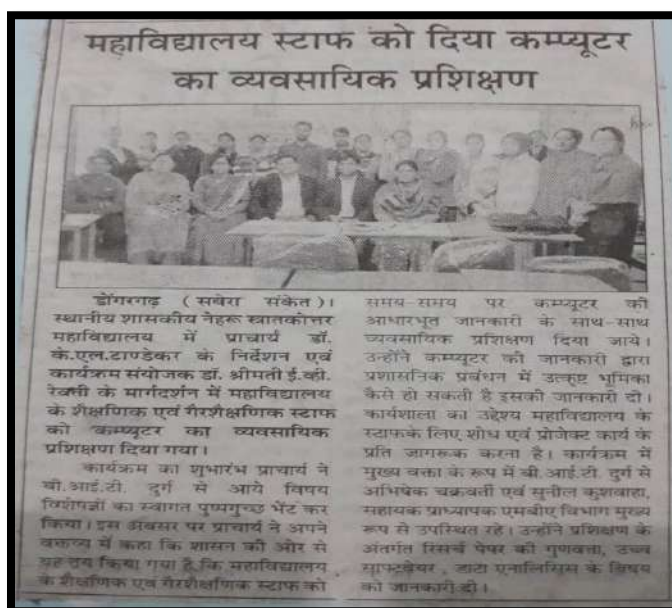 महाविद्यालय स्टाफ को दिया कम्प्यूटर
का व्यवसायिक प्रशिक्षण
डोंगरगढ़ (सबेरा संकेत)।
स्थानीय शासकीय नेहरू स्नातकोत्तर
महाविद्यालय में प्राचार्य डॉ.
के.एल.टाण्डेकर के निर्देशन एवं
कार्यक्रम संयोजक डॉ. श्रीमती ई.व्ही.
रेवती के मार्गदर्शन में महाविद्यालय
के शैक्षणिक एवं गैरशैक्षणिक स्टाफ
को कम्प्यूटर का व्यवसायिक
प्रशिक्षण दिया गया।
कार्यक्रम का शुभारंभ प्राचार्य ने
बी.आई.टी. दुर्ग से आये विषय
विशेषज्ञों का स्वागत पुष्पगुच्छ भेंट कर
किया। इस अवसर पर प्राचार्य ने अपने
वक्तव्य में कहा कि शासन की ओर से
यह तय किया गया है, कि महाविद्यालय
के शैक्षणिक एवं गैरशैक्षणिक स्टाफ को
समय-समय पर कम्प्यूटर की
आधारभूत जानकारी के साथ-साथ
व्यवसायिक प्रशिक्षण दिया जाये।
उन्होंने कम्प्यूटर की जानकारी द्वारा
प्रशासनिक प्रबंधन में उत्कृष्ट भूमिका
कैसे हो सकती है इसकी जानकारी दी।
कार्यशाला का उद्देश्य महाविद्यालय के
स्टाफके लिए शोध एवं प्रोजेक्ट कार्य के
प्रति जागरूक करना है। कार्यक्रम में
मुख्य वक्ता के रूप में बी.आई.टी. दुर्ग से
अभिषेक चक्रवर्ती एवं सुनील कुशवाहा,
सहायक प्राध्यापक एमबीए विभाग मुख्य
रूप से उपस्थित रहे। उन्होंने प्रशिक्षण के
अंतर्गत रिसर्च पेपर की गुणवत्ता, उच्च
साफ्टवेयर, डाटा एनालिसिस के विषय
को जानकारी दी।